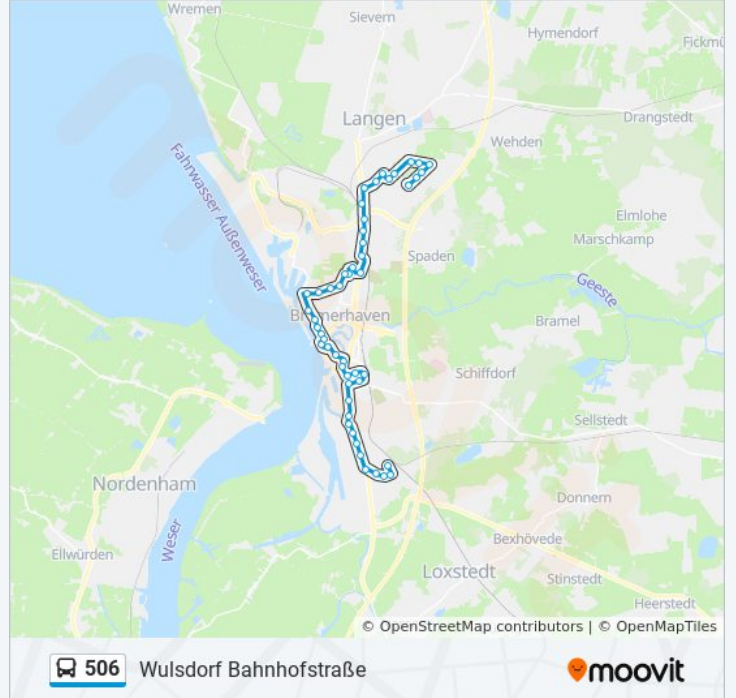 Wremen
Sievern
Hymendorf
Fickmü
Langen
Drangstedt
Wehden
Fahrwasser Außenweser
Elmlohe
Marschkamp
Spaden
Geeste
Bremerhaven
Bramel
Schiffdorf
Sellstedt
Nordenham
Donnern
Weser
Bexhövede
Ellwürden
Loxstedt
Stinstedt
Heerstedt
© OpenStreetMap contributors | © OpenMapTiles
506 Wulsdorf Bahnhofstraße
moovit